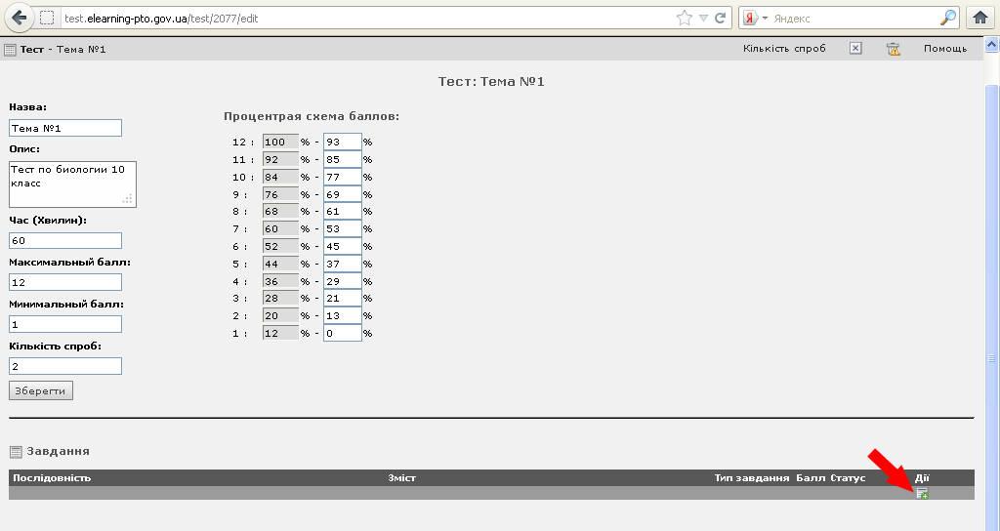 test.elearning-pto.gov.ua/test/2077/edit
Я Яндекс
Тест - Тема №1
Кількість спроб
Помощь
Тест: Тема №1
Назва:
Тема №1
Опис:
Тест по биологии 10
класс
Час (Хвилин):
60
Максимальный балл:
12
Минимальный балл:
1
Кількість спроб:
2
Зберегти
Процентрая схема баллов:
12 : 100 % - 93 %
11 : 92 % - 85 %
10 : 84 % - 77 %
9 : 76 % - 69 %
8 : 68 % - 61 %
7 : 60 % - 53 %
6 : 52 % - 45 %
5 : 44 % - 37 %
4 : 36 % - 29 %
3 : 28 % - 21 %
2 : 20 % - 13 %
1 : 12 % - 0 %
Завдання
Послідовність Зміст Тип завдання Балл Статус Дії